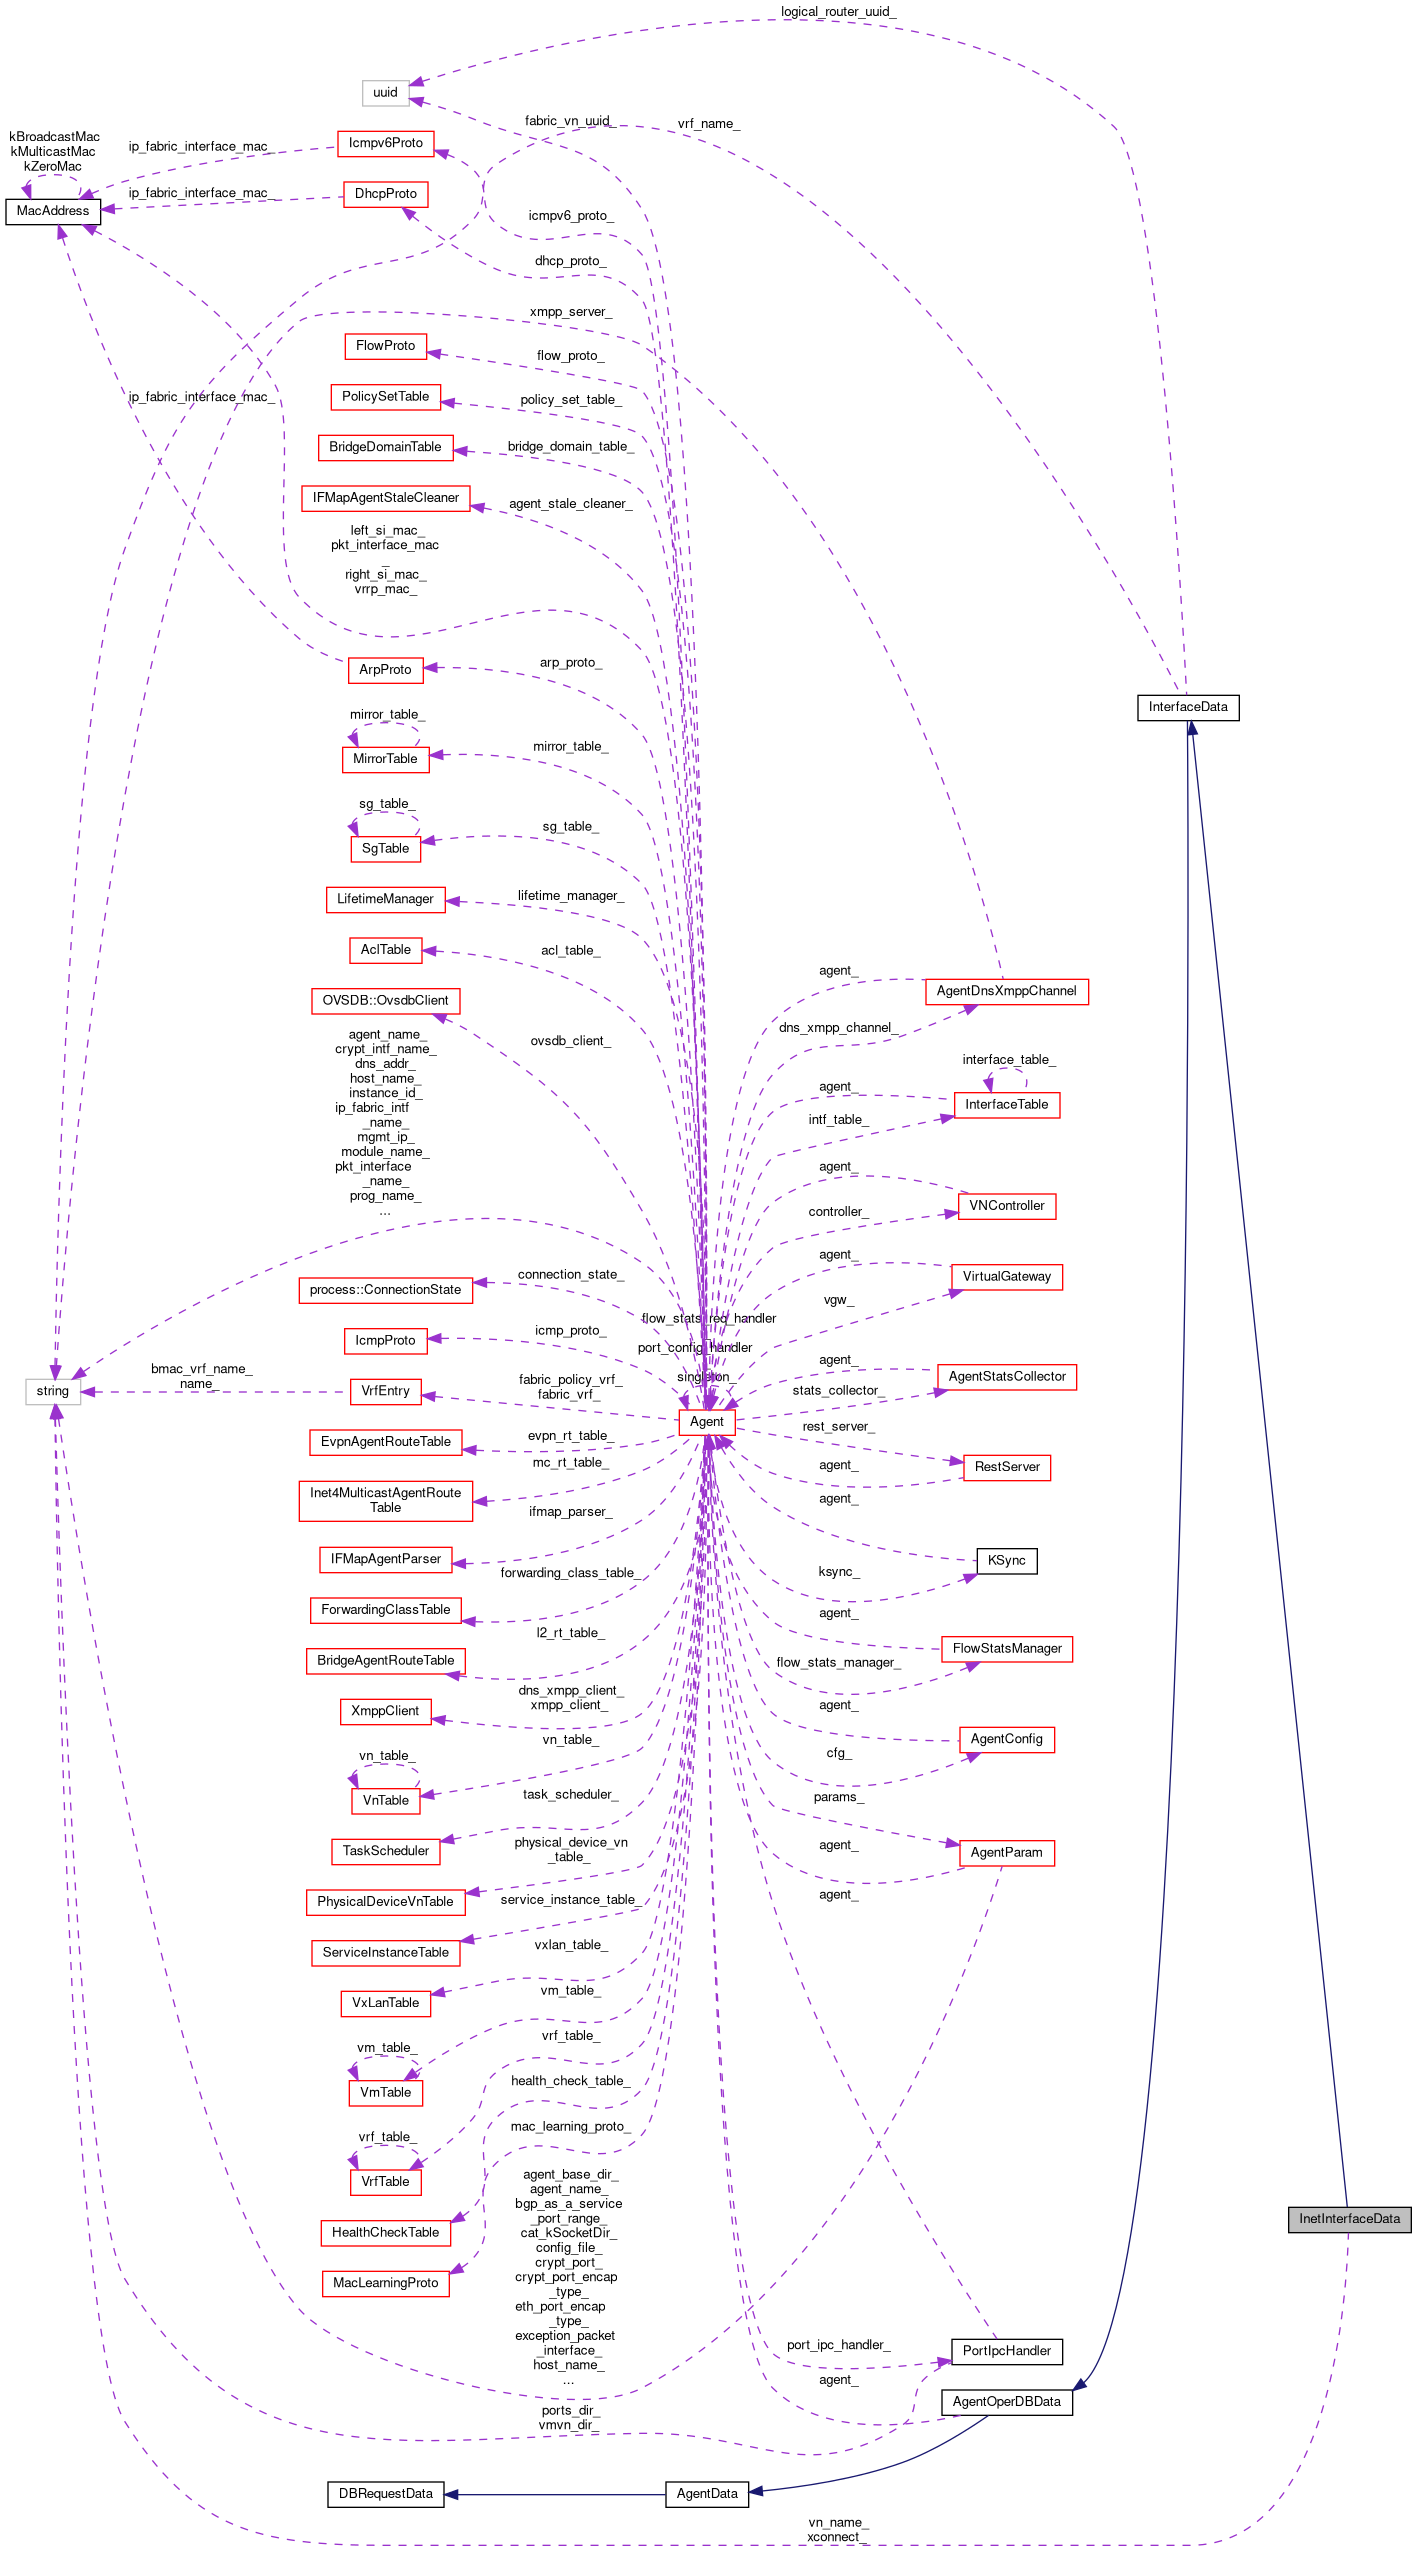 logical_router_uuid_
uuid
fabric_vn_uuid_
vrf_name_
kBroadcastMac
kMulticastMac
kZeroMac
ip_fabric_interface_mac_
Icmpv6Proto
ip_fabric_interface_mac_
DhcpProto
MacAddress
icmpv6_proto_
dhcp_proto_
xmpp_server_
FlowProto
flow_proto_
ip_fabric_interface_mac_
PolicySetTable
policy_set_table_
BridgeDomainTable
bridge_domain_table_
IFMapAgentStaleCleaner
agent_stale_cleaner_
left_si_mac_
pkt_interface_mac
_
right_si_mac_
vrrp_mac_
ArpProto
arp_proto_
InterfaceData
mirror_table_
MirrorTable
mirror_table_
sg_table_
SgTable
sg_table_
LifetimeManager
lifetime_manager_
AclTable
acl_table_
agent_
AgentDnsXmppChannel
OVSDB::OvsdbClient
ovsdb_client_
dns_xmpp_channel_
agent_name_
crypt_intf_name_
dns_addr_
host_name_
instance_id_
ip_fabric_intf
_name_
mgmt_ip_
module_name_
pkt_interface
_name_
prog_name_
...
interface_table_
agent_
InterfaceTable
intf_table_
agent_
VNController
controller_
agent_
VirtualGateway
vgw_
process::ConnectionState
connection_state_
flow_stats_req_handler
IcmpProto
icmp_proto_
port_config_handler
agent_
AgentStatsCollector
stats_collector_
bmac_vrf_name_
name_
string
VrfEntry
fabric_policy_vrf_
fabric_vrf_
singleton_
Agent
rest_server_
EvpnAgentRouteTable
evpn_rt_table_
agent_
RestServer
mc_rt_table_
Inet4MulticastAgentRoute
Table
agent_
ifmap_parser_
IFMapAgentParser
KSync
ksync_
forwarding_class_table_
ForwardingClassTable
agent_
l2_rt_table_
BridgeAgentRouteTable
FlowStatsManager
flow_stats_manager_
dns_xmpp_client_
xmpp_client_
XmppClient
agent_
vn_table_
vn_table_
AgentConfig
cfg_
VnTable
task_scheduler_
params_
TaskScheduler
physical_device_vn
_table_
agent_
AgentParam
PhysicalDeviceVnTable
service_instance_table_
agent_
ServiceInstanceTable
vxlan_table_
VxLanTable
vm_table_
vm_table_
VmTable
vrf_table_
vrf_table_
VrfTable
health_check_table_
HealthCheckTable
mac_learning_proto_
MacLearningProto
InetInterfaceData
agent_base_dir_
agent_name_
bgp_as_a_service
_port_range_
cat_kSocketDir_
config_file_
crypt_port_
crypt_port_encap
_type_
eth_port_encap
_type_
exception_packet
_interface_
host_name_
...
port_ipc_handler_
PortIpcHandler
agent_
AgentOperDBData
ports_dir_
vmvn_dir_
DBRequestData
AgentData
vn_name_
xconnect_